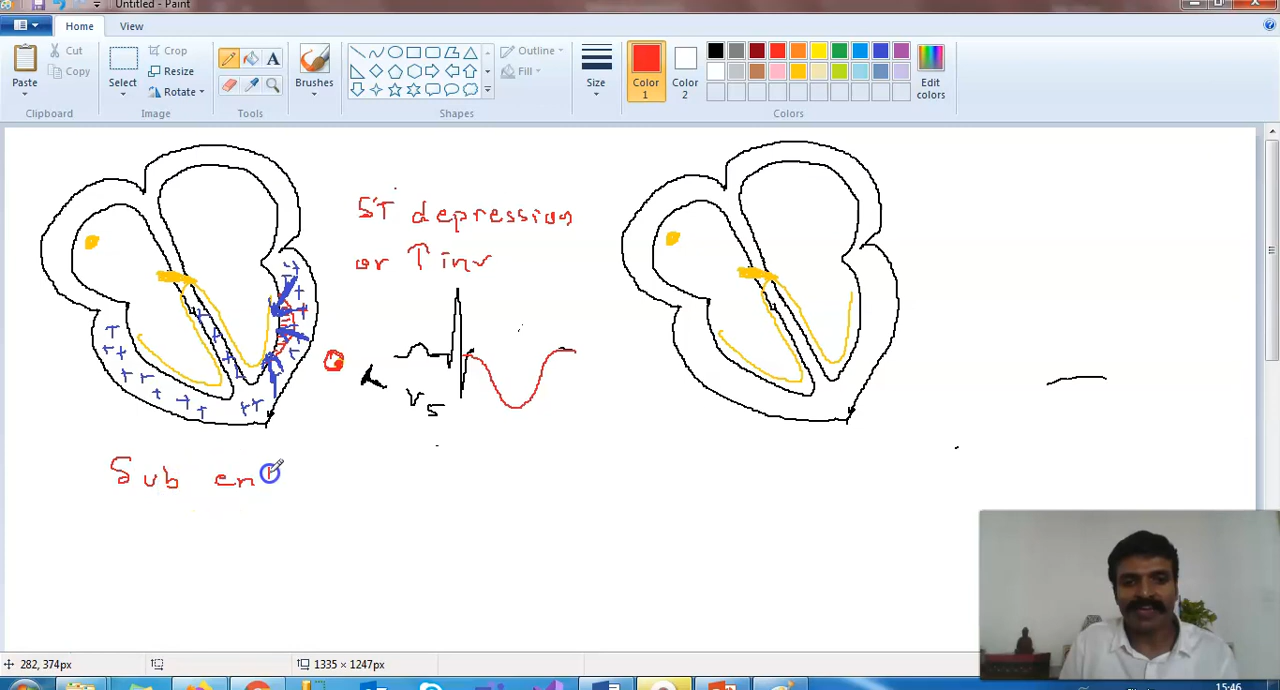 Untitled - Paint
Home View
Paste
Cut
Copy
Clipboard
Select
Crop
Resize
Rotate
Image
A
Tools
Brushes
Outline
Fill
Shapes
Size
Color 1
Color 2
Edit colors
Colors
ST depression
or T inv
V5
Sub en
282, 374px
1335 × 1247px
15:46